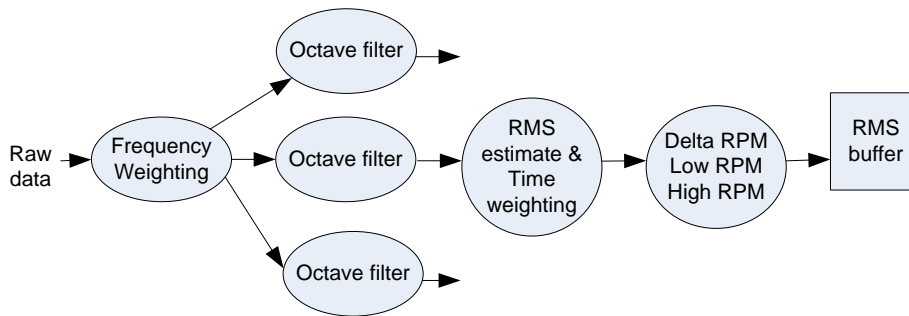 Octave filter
Raw
data
Frequency
Weighting
Octave filter
RMS
estimate &
Time
weighting
Delta RPM
Low RPM
High RPM
RMS
buffer
Octave filter